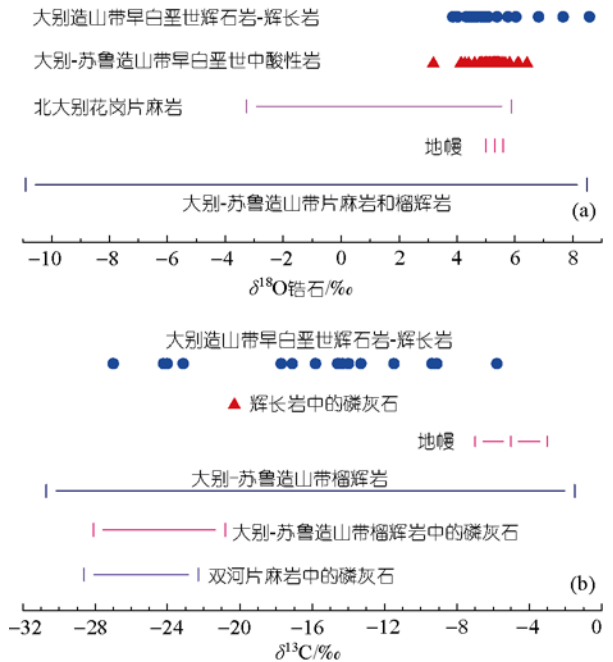 大别造山带早白垩世辉石岩-辉长岩
大别-苏鲁造山带早白垩世中酸性岩
北大别花岗片麻岩
地幔
大别-苏鲁造山带片麻岩和榴辉岩
(a)
−10 −8 −6 −4 −2 0 2 4 6 8
δ¹⁸O锆石/‰
大别造山带早白垩世辉石岩-辉长岩
辉长岩中的磷灰石
地幔
大别-苏鲁造山带榴辉岩
大别-苏鲁造山带榴辉岩中的磷灰石
双河片麻岩中的磷灰石
(b)
−32 −28 −24 −20 −16 −12 −8 −4 0
δ¹³C/‰